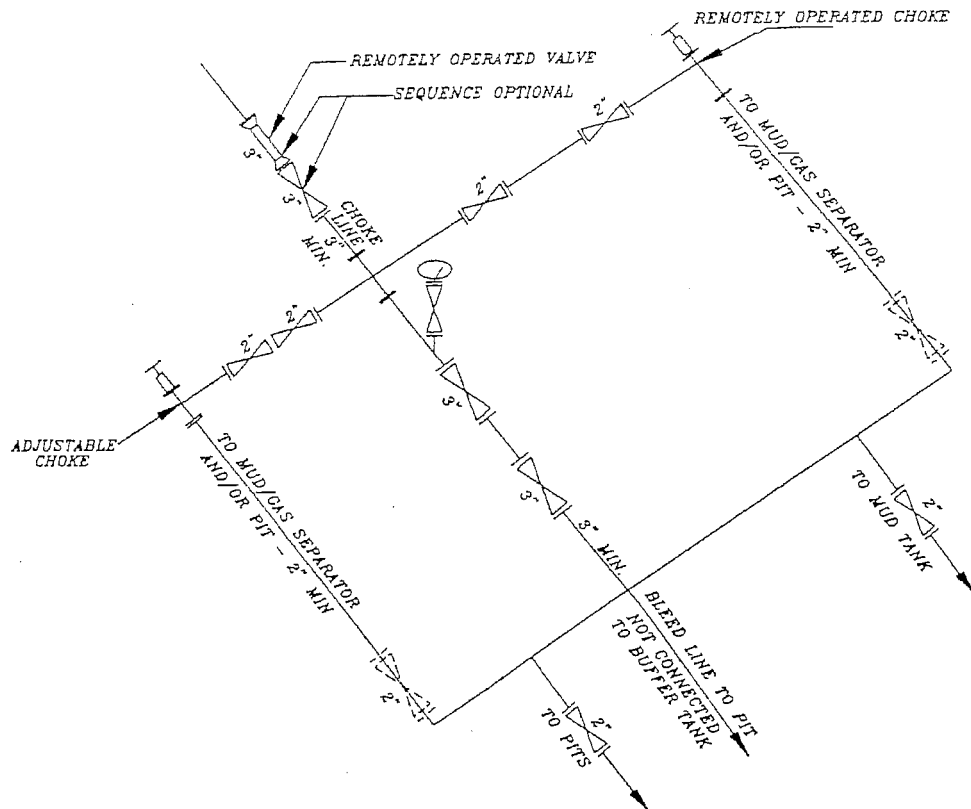 REMOTELY OPERATED CHOKE
REMOTELY OPERATED VALVE
SEQUENCE OPTIONAL
3"
3"
CHOKE
LINE
3"
MIN.
2"
2"
TO MUD/GAS SEPARATOR
AND/OR PIT - 2" MIN
2"
2"
2"
ADJUSTABLE
CHOKE
TO MUD/GAS SEPARATOR
AND/OR PIT - 2" MIN
2"
3"
3"
3" MIN.
BLEED LINE TO PIT
NOT CONNECTED
TO BUFFER TANK
2"
TO MUD TANK
2"
TO PITS